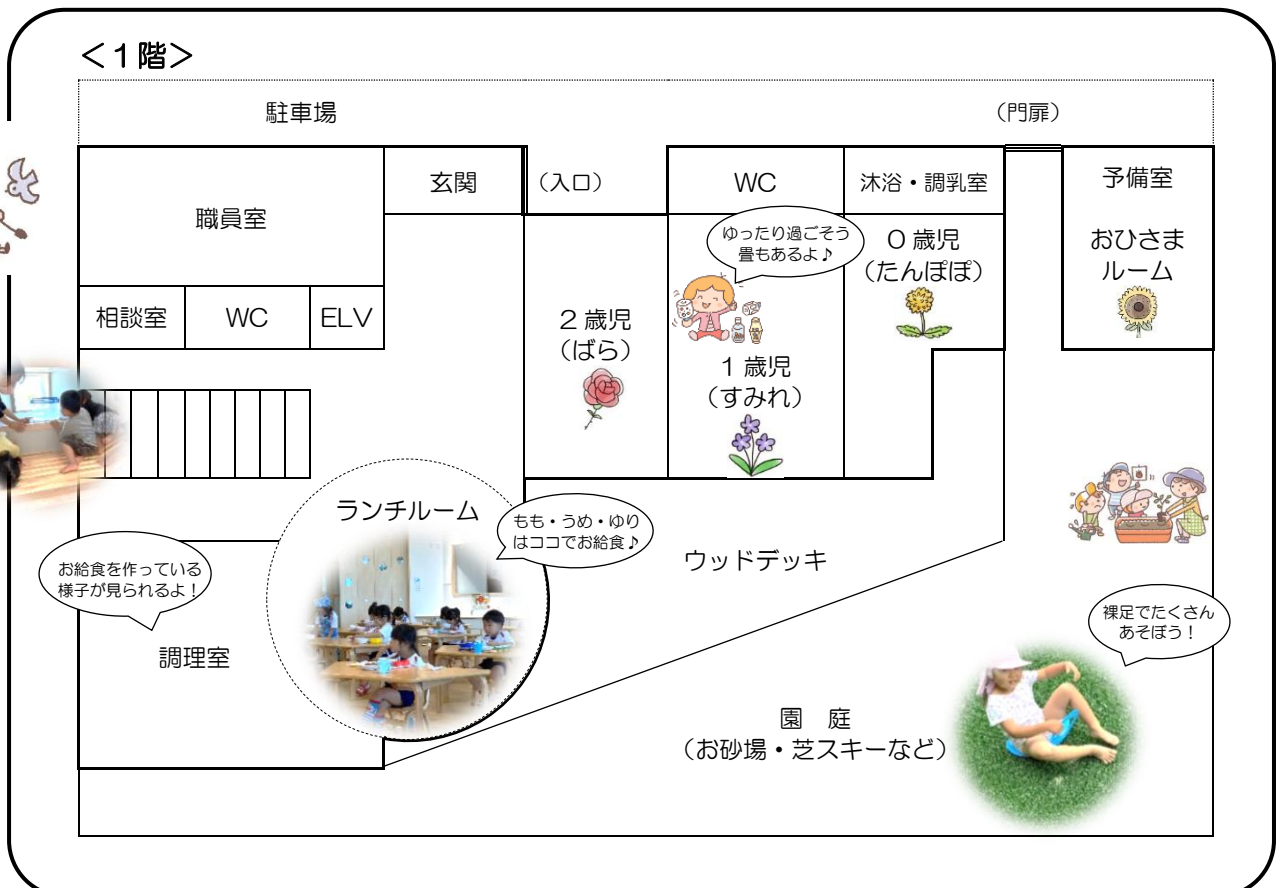 ＜１階＞
駐車場
（門扉）
職員室
玄関
（入口）
WC
沐浴・調乳室
予備室
おひさま
ルーム
ゆったり過ごそう
畳もあるよ♪
０歳児
（たんぽぽ）
相談室
WC
ELV
２歳児
（ばら）
１歳児
（すみれ）
ランチルーム
もも・うめ・ゆり
はココでお給食♪
ウッドデッキ
お給食を作っている
様子が見られるよ！
調理室
裸足でたくさん
あそぼう！
園　庭
（お砂場・芝スキーなど）